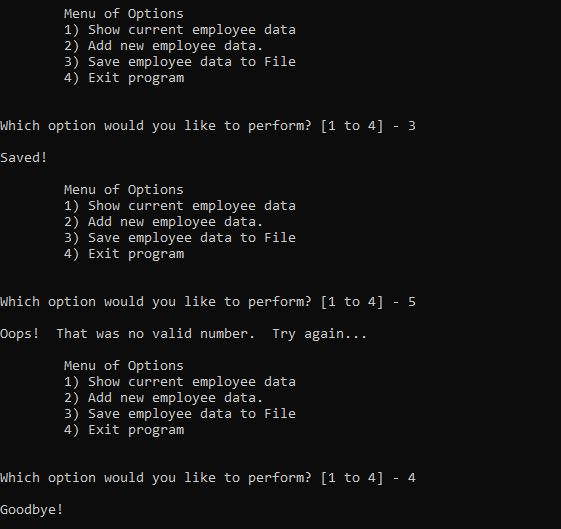 Menu of Options
1) Show current employee data
2) Add new employee data.
3) Save employee data to File
4) Exit program
Which option would you like to perform? [1 to 4] - 3
Saved!
Menu of Options
1) Show current employee data
2) Add new employee data.
3) Save employee data to File
4) Exit program
Which option would you like to perform? [1 to 4] - 5
Oops!  That was no valid number.  Try again...
Menu of Options
1) Show current employee data
2) Add new employee data.
3) Save employee data to File
4) Exit program
Which option would you like to perform? [1 to 4] - 4
Goodbye!